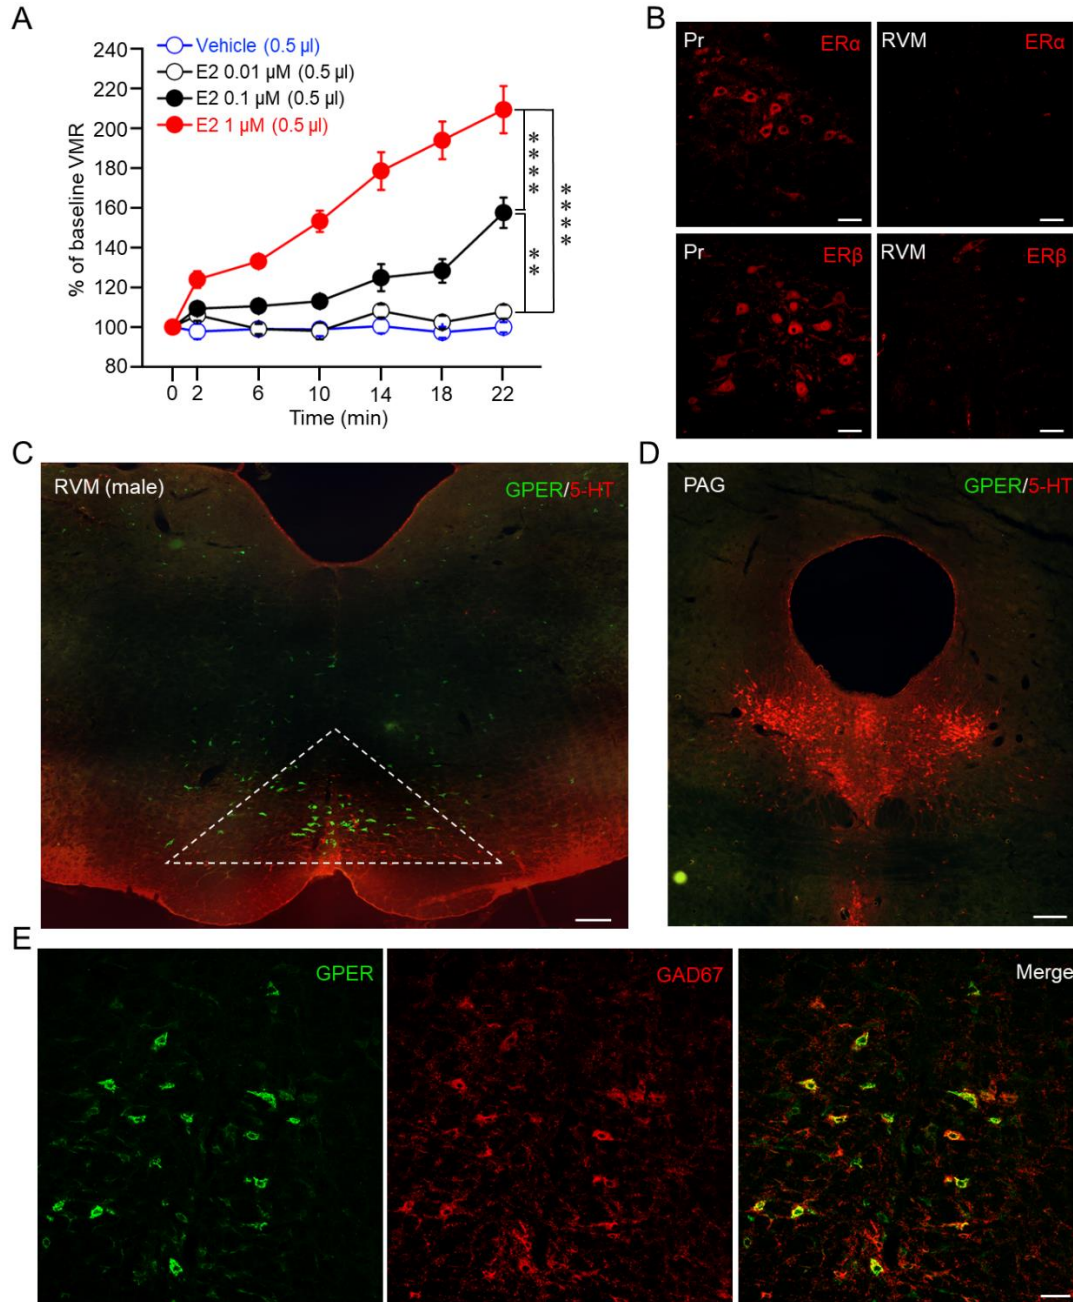 A
Vehicle (0.5 µl)
E2 0.01 µM (0.5 µl)
E2 0.1 µM (0.5 µl)
E2 1 µM (0.5 µl)
% of baseline VMR
240
220
200
180
160
140
120
100
80
0 2 6 10 14 18 22
Time (min)
****
**
****
B
Pr ERα
RVM ERα
Pr ERβ
RVM ERβ
C
RVM (male) GPER/5-HT
D
PAG GPER/5-HT
E
GPER
GAD67
Merge